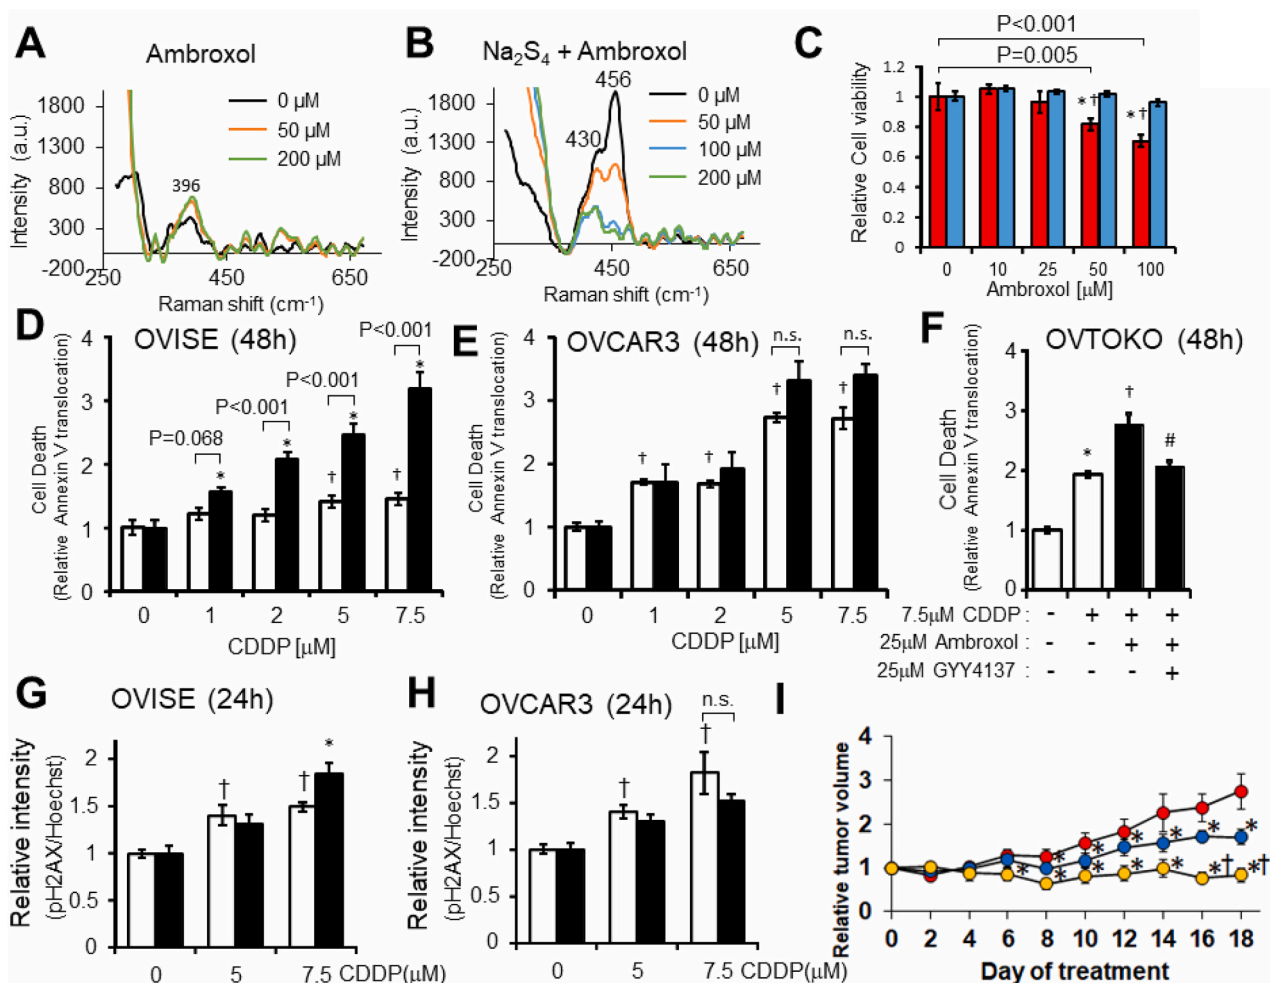 A
Ambroxol
0 µM
50 µM
200 µM
396
1800
1300
800
300
-200
250
450
650
Intensity (a.u.)
Raman shift (cm-1)
B
Na2S4 + Ambroxol
456
430
0 µM
50 µM
100 µM
200 µM
1800
1300
800
300
-200
250
450
650
Intensity (a.u.)
Raman shift (cm-1)
C
P<0.001
P=0.005
1.2
1
0.8
0.6
0.4
0.2
0
Relative Cell viability
* †
* †
0
10
25
50
100
Ambroxol [µM]
D
OVISE (48h)
P<0.001
P<0.001
P<0.001
P=0.068
*
*
*
*
†
†
4
3
2
1
0
Cell Death
(Relative Annexin V translocation)
0
1
2
5
7.5
CDDP [µM]
E
OVCAR3 (48h)
n.s.
n.s.
†
†
†
†
4
3
2
1
0
Cell Death
(Relative Annexin V translocation)
0
1
2
5
7.5
CDDP [µM]
F
OVTOKO (48h)
4
3
2
1
0
Cell Death
(Relative Annexin V translocation)
*
†
#
7.5µM CDDP : - + + +
25µM Ambroxol : - - + +
25µM GYY4137 : - - - +
G
OVISE (24h)
2
1.5
1
0.5
0
Relative intensity
(pH2AX/Hoechst)
†
†
*
0
5
7.5 CDDP(µM)
H
OVCAR3 (24h)
n.s.
†
†
2
1.5
1
0.5
0
Relative intensity
(pH2AX/Hoechst)
0
5
7.5 CDDP(µM)
I
4
3
2
1
0
Relative tumor volume
* * * * * *
* * * * * *† *†
0 2 4 6 8 10 12 14 16 18
Day of treatment